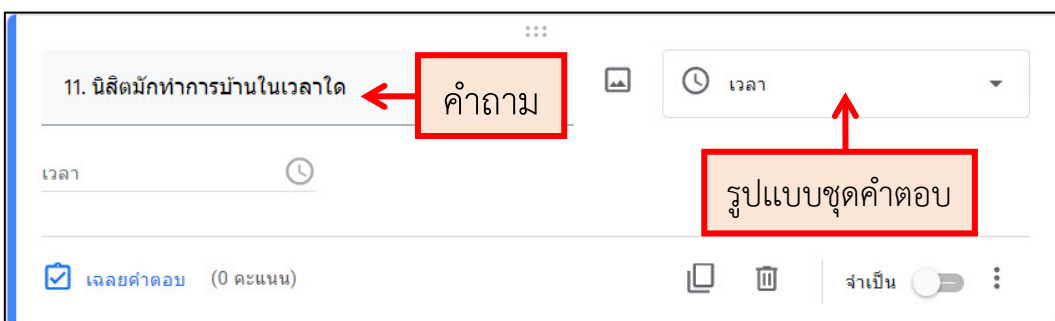 11. นิสิตมักทำการบ้านในเวลาใด
คำถาม
เวลา
เวลา
รูปแบบชุดคำตอบ
เฉลยคำตอบ (0 คะแนน)
จำเป็น